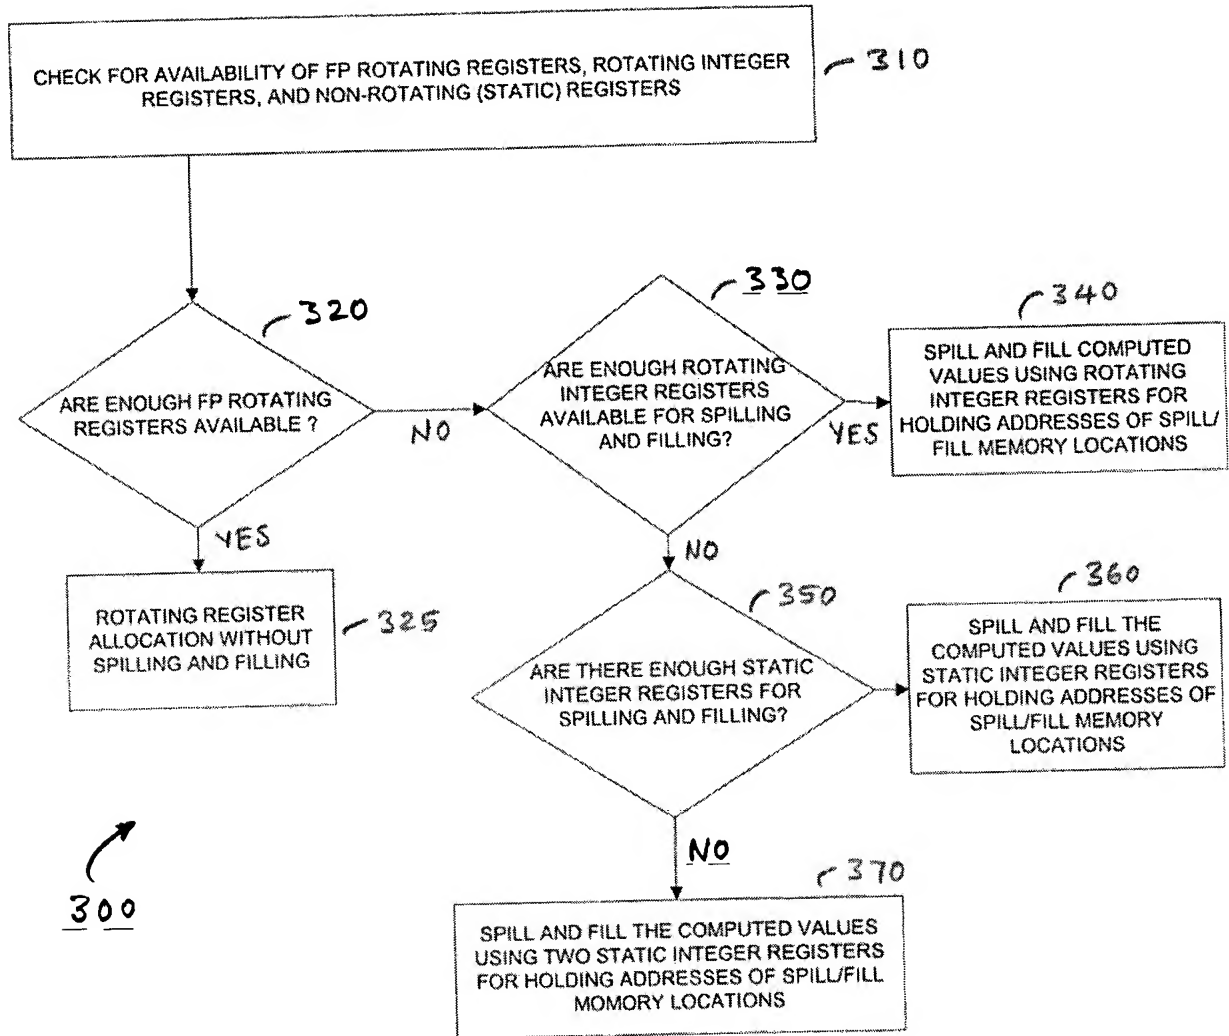 CHECK FOR AVAILABILITY OF FP ROTATING REGISTERS, ROTATING INTEGER
REGISTERS, AND NON-ROTATING (STATIC) REGISTERS
310
320
ARE ENOUGH FP ROTATING
REGISTERS AVAILABLE ?
NO
YES
ROTATING REGISTER
ALLOCATION WITHOUT
SPILLING AND FILLING
325
330
ARE ENOUGH ROTATING
INTEGER REGISTERS
AVAILABLE FOR SPILLING
AND FILLING?
YES
340
SPILL AND FILL COMPUTED
VALUES USING ROTATING
INTEGER REGISTERS FOR
HOLDING ADDRESSES OF SPILL/
FILL MEMORY LOCATIONS
NO
350
ARE THERE ENOUGH STATIC
INTEGER REGISTERS FOR
SPILLING AND FILLING?
360
SPILL AND FILL THE
COMPUTED VALUES USING
STATIC INTEGER REGISTERS
FOR HOLDING ADDRESSES OF
SPILL/FILL MEMORY
LOCATIONS
NO
300
370
SPILL AND FILL THE COMPUTED VALUES
USING TWO STATIC INTEGER REGISTERS
FOR HOLDING ADDRESSES OF SPILL/FILL
MOMORY LOCATIONS